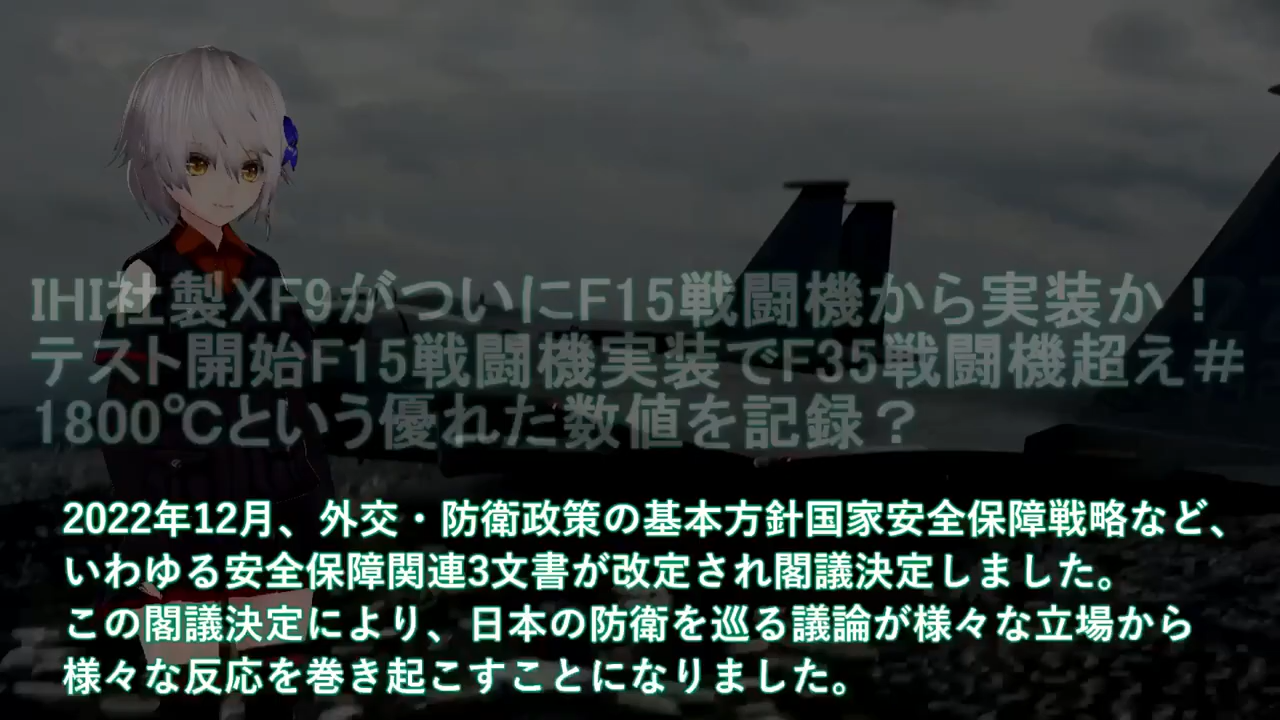 IHI社製XF9がついにF15戦闘機から実装か！
テスト開始F15戦闘機実装でF35戦闘機超え＃
1800℃という優れた数値を記録？
2022年12月、外交・防衛政策の基本方針国家安全保障戦略など、
いわゆる安全保障関連3文書が改定され閣議決定しました。
この閣議決定により、日本の防衛を巡る議論が様々な立場から
様々な反応を巻き起こすことになりました。